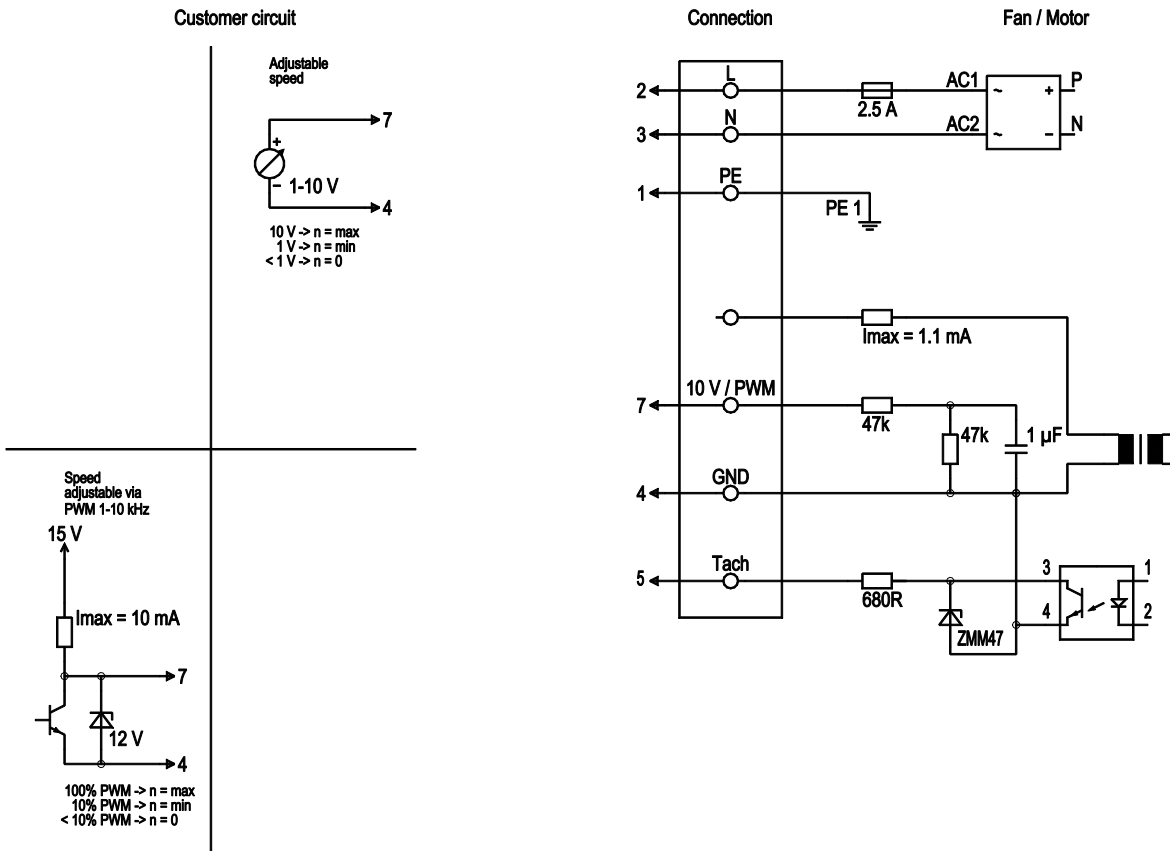 Customer circuit
Connection
Fan / Motor
Adjustable
speed
7
+
– 1-10 V
4
10 V -> n = max
1 V -> n = min
< 1 V -> n = 0
Speed
adjustable via
PWM 1-10 kHz
15 V
Imax = 10 mA
7
12 V
4
100% PWM -> n = max
10% PWM -> n = min
< 10% PWM -> n = 0
2
L
2.5 A
AC1
~
+
P
3
N
AC2
~
–
N
1
PE
PE 1
Imax = 1.1 mA
7
10 V / PWM
47k
47k
1 µF
4
GND
5
Tach
680R
ZMM47
3
4
1
2